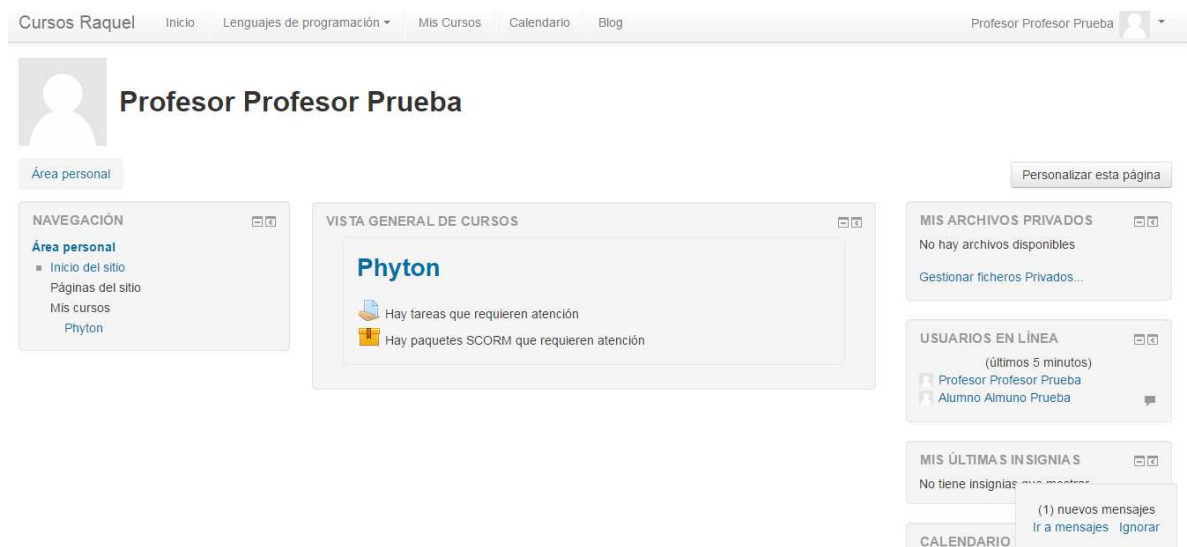 Cursos Raquel Inicio Lenguajes de programación Mis Cursos Calendario Blog Profesor Profesor Prueba
Profesor Profesor Prueba
Área personal
Personalizar esta página
NAVEGACIÓN
Área personal
Inicio del sitio
Páginas del sitio
Mis cursos
Phyton
VISTA GENERAL DE CURSOS
Phyton
Hay tareas que requieren atención
Hay paquetes SCORM que requieren atención
MIS ARCHIVOS PRIVADOS
No hay archivos disponibles
Gestionar ficheros Privados...
USUARIOS EN LÍNEA
(últimos 5 minutos)
Profesor Profesor Prueba
Alumno Almuno Prueba
MIS ÚLTIMAS INSIGNIAS
No tiene insignias que mostrar
(1) nuevos mensajes
Ir a mensajes Ignorar
CALENDARIO